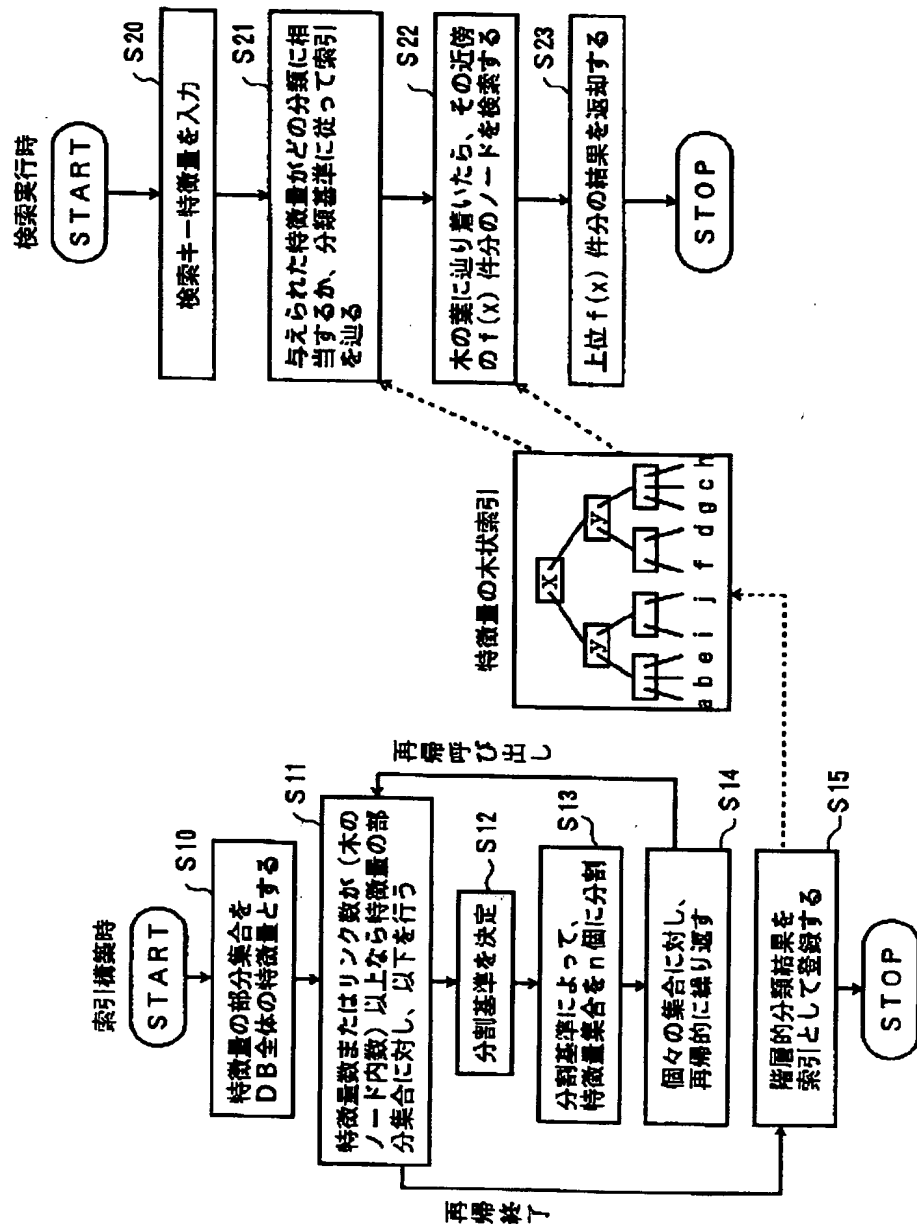 索引構築時
START
S10
特徴量の部分集合を
DB全体の特徴量とする
S11
特徴量数またはリンク数が(木の
ノード内数)以上なら特徴量の部
分集合に対し、以下を行う
再帰呼び出し
S12
分割基準を決定
S13
分割基準によって、
特徴量集合をn個に分割
S14
個々の集合に対し、
再帰的に繰り返す
再帰
終了
S15
階層的分類結果を
索引として登録する
STOP
特徴量の木状索引
x
y y
a b e i j f d g c h
検索実行時
START
S20
検索キー特徴量を入力
S21
与えられた特徴量がどの分類に相
当するか、分類基準に従って索引
を辿る
S22
木の葉に辿り着いたら、その近傍
のf(x)件分のノードを検索する
S23
上位f(x)件分の結果を返却する
STOP